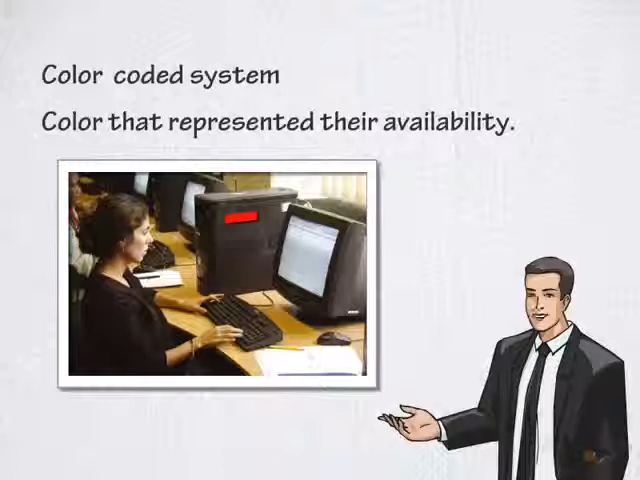 Color coded system
Color that represented their availability.